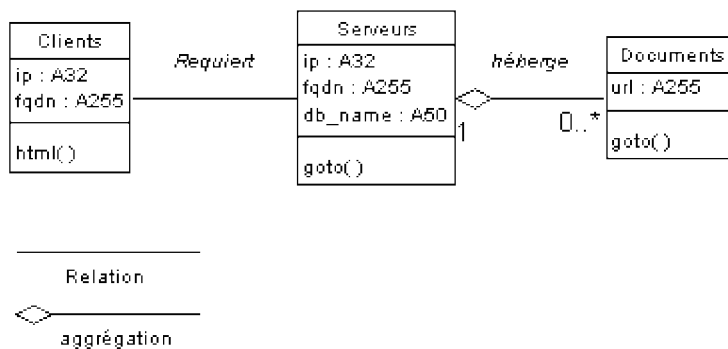 Clients
ip : A32
fqdn : A255
html()
Requiert
Serveurs
ip : A32
fqdn : A255
db_name : A50
goto()
héberge
1
0..*
Documents
url : A255
goto()
Relation
aggrégation